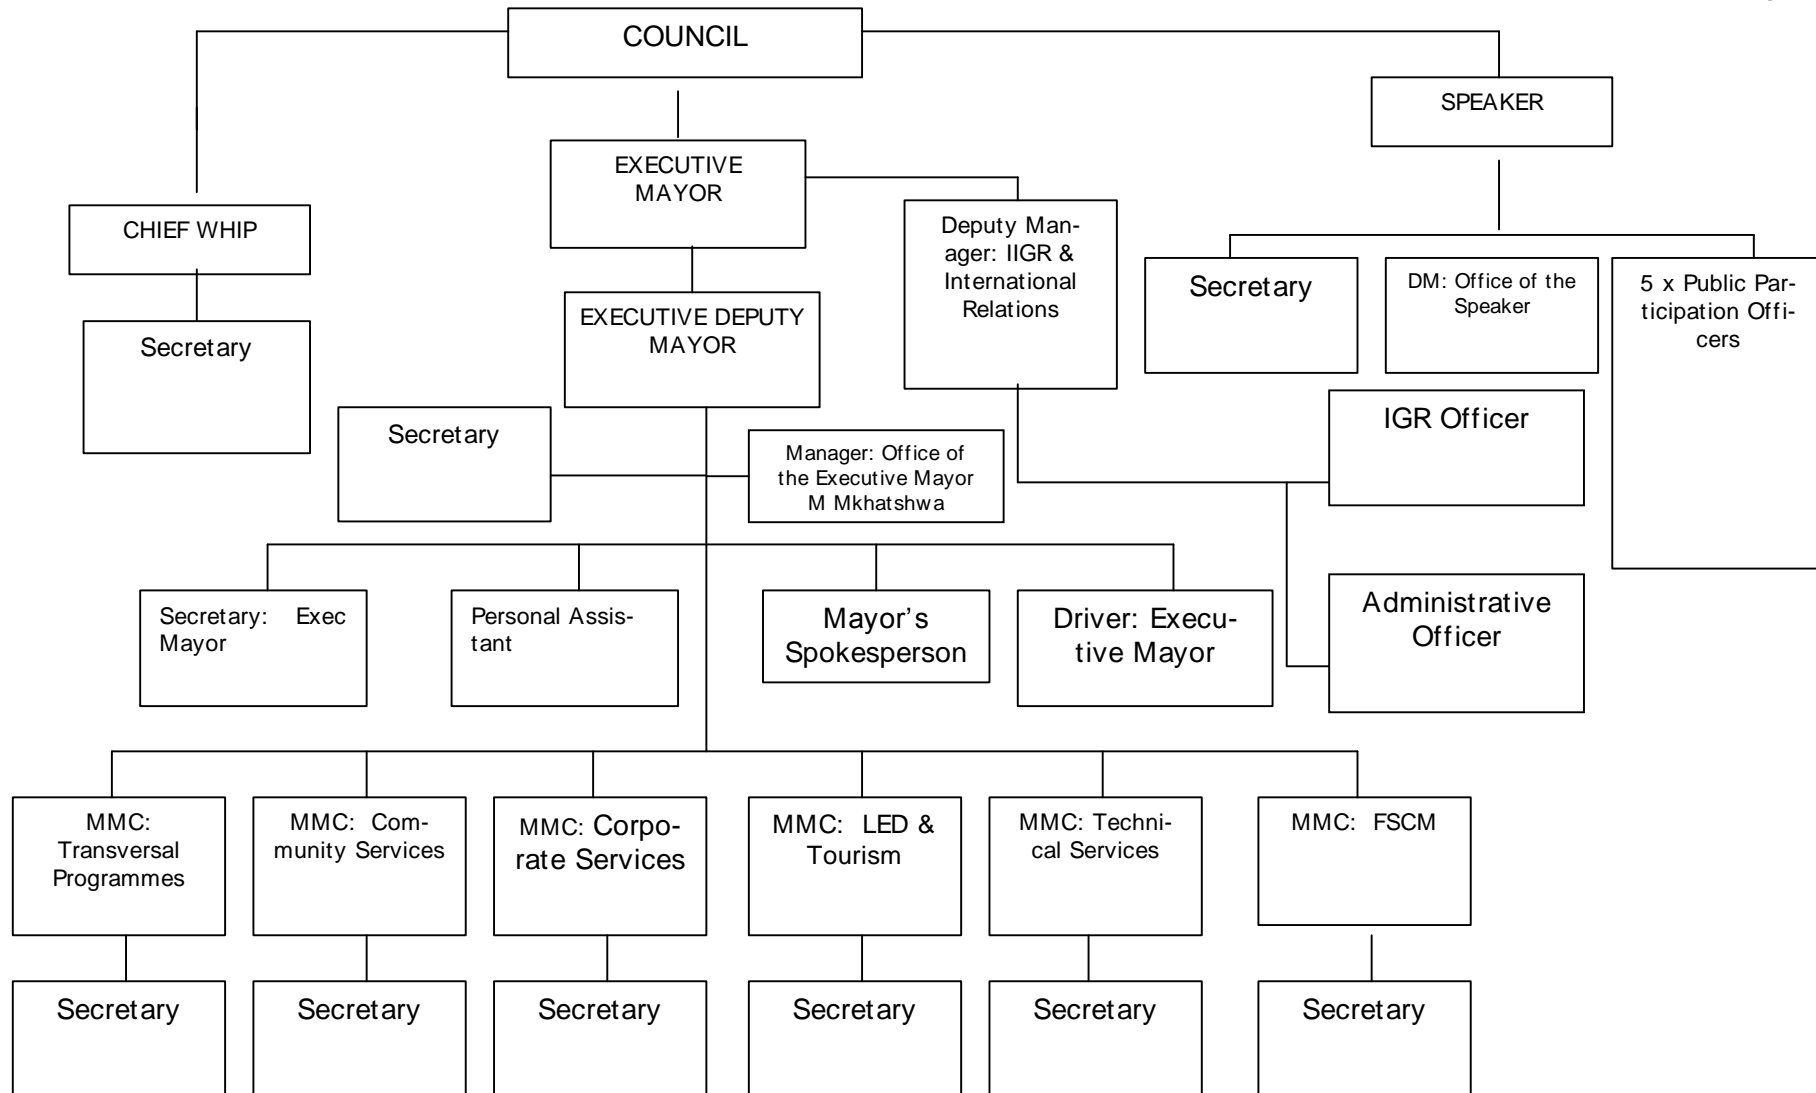 COUNCIL
SPEAKER
EXECUTIVE
MAYOR
CHIEF WHIP
Deputy Man-
ager: IIGR &
International
Relations
Secretary
DM: Office of the
Speaker
5 x Public Par-
ticipation Offi-
cers
EXECUTIVE DEPUTY
MAYOR
Secretary
Secretary
Manager: Office of
the Executive Mayor
M Mkhatshwa
IGR Officer
Secretary: Exec
Mayor
Personal Assis-
tant
Mayor’s
Spokesperson
Driver: Execu-
tive Mayor
Administrative
Officer
MMC:
Transversal
Programmes
MMC: Com-
munity Services
MMC: Corpo-
rate Services
MMC: LED &
Tourism
MMC: Techni-
cal Services
MMC: FSCM
Secretary
Secretary
Secretary
Secretary
Secretary
Secretary